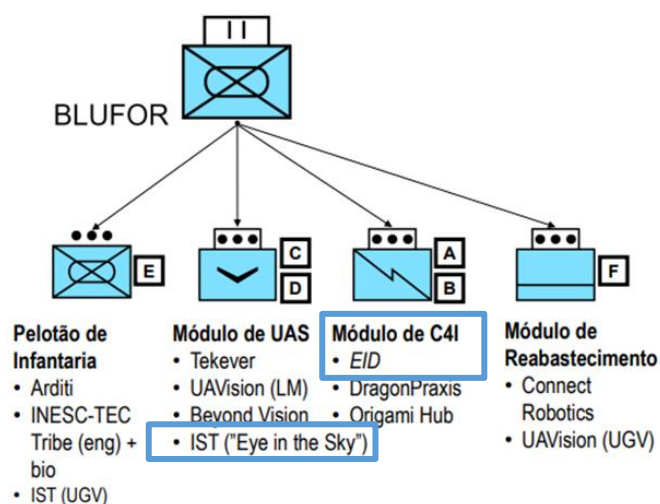 BLUFOR
E
C
D
A
B
F
Pelotão de
Infantaria
• Arditi
• INESC-TEC
Tribe (eng) +
bio
• IST (UGV)
Módulo de UAS
• Tekever
• UAVision (LM)
• Beyond Vision
• IST ("Eye in the Sky")
Módulo de C4I
• EID
• DragonPraxis
• Origami Hub
Módulo de
Reabastecimento
• Connect
Robotics
• UAVision (UGV)